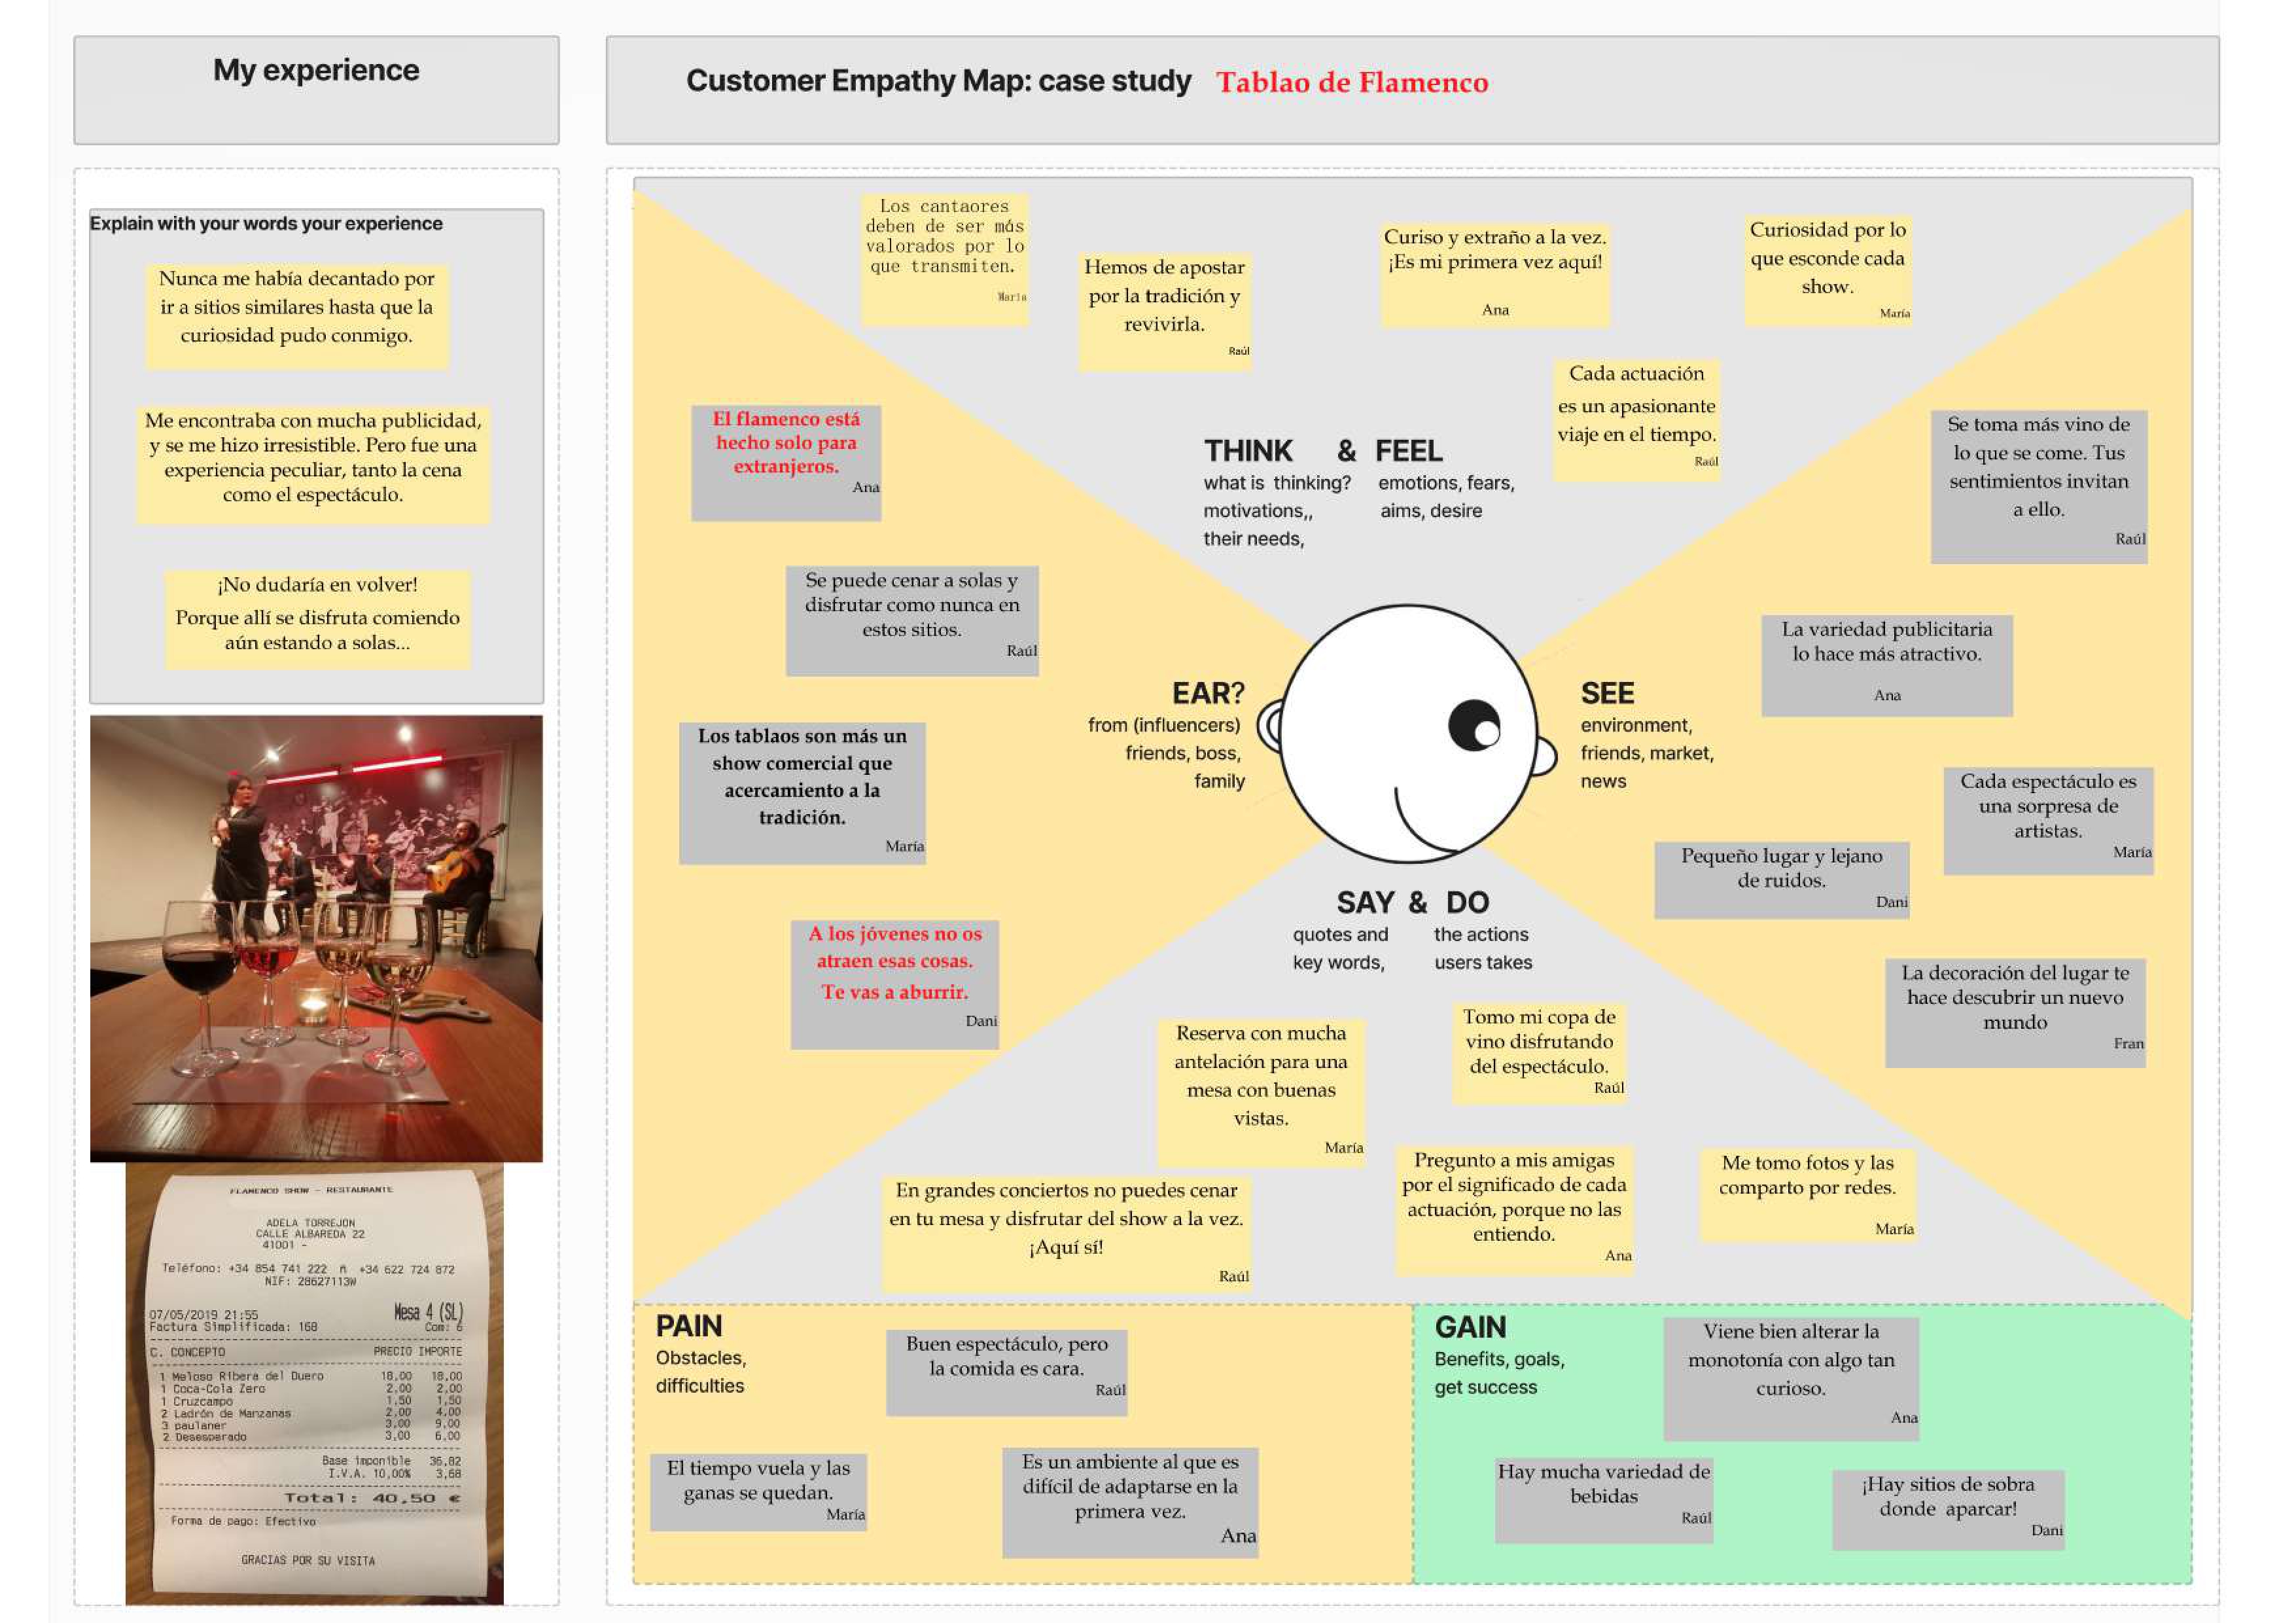 My experience
Customer Empathy Map: case study Tablao de Flamenco
Explain with your words your experience
Nunca me había decantado por
ir a sitios similares hasta que la
curiosidad pudo conmigo.
Me encontraba con mucha publicidad,
y se me hizo irresistible. Pero fue una
experiencia peculiar, tanto la cena
como el espectáculo.
¡No dudaría en volver!
Porque allí se disfruta comiendo
aún estando a solas...
FLAMENCO SHOW - RESTAURANTE
ADELA TORREJON
CALLE ALBAREDA 22
41001 -
Teléfono: +34 854 741 222 ñ +34 622 724 872
NIF: 28627113W
07/05/2019 21:55 Mesa 4 (SL)
Factura Simplificada: 168 Com: 6
C. CONCEPTO PRECIO IMPORTE
1 Meloso Ribera del Duero 18,00 18,00
1 Coca-Cola Zero 2,00 2,00
1 Cruzcampo 1,50 1,50
2 Ladrón de Manzanas 2,00 4,00
3 paulaner 3,00 9,00
2 Desesperado 3,00 6,00
Base imponible 36,82
I.V.A. 10,00% 3,68
Total: 40,50 €
Forma de pago: Efectivo
GRACIAS POR SU VISITA
Los cantaores
deben de ser más
valorados por lo
que transmiten.
María
Hemos de apostar
por la tradición y
revivirla.
Raúl
Curiso y extraño a la vez.
¡Es mi primera vez aquí!
Ana
Curiosidad por lo
que esconde cada
show.
María
Cada actuación
es un apasionante
viaje en el tiempo.
Raúl
THINK & FEEL
what is thinking? emotions, fears,
motivations,, aims, desire
their needs,
El flamenco está
hecho solo para
extranjeros.
Ana
Se puede cenar a solas y
disfrutar como nunca en
estos sitios.
Raúl
Los tablaos son más un
show comercial que
acercamiento a la
tradición.
María
A los jóvenes no os
atraen esas cosas.
Te vas a aburrir.
Dani
EAR?
from (influencers)
friends, boss,
family
SEE
environment,
friends, market,
news
Se toma más vino de
lo que se come. Tus
sentimientos invitan
a ello.
Raúl
La variedad publicitaria
lo hace más atractivo.
Ana
Cada espectáculo es
una sorpresa de
artistas.
María
Pequeño lugar y lejano
de ruidos.
Dani
La decoración del lugar te
hace descubrir un nuevo
mundo
Fran
SAY & DO
quotes and the actions
key words, users takes
Reserva con mucha
antelación para una
mesa con buenas
vistas.
María
Tomo mi copa de
vino disfrutando
del espectáculo.
Raúl
En grandes conciertos no puedes cenar
en tu mesa y disfrutar del show a la vez.
¡Aquí sí!
Raúl
Pregunto a mis amigas
por el significado de cada
actuación, porque no las
entiendo.
Ana
Me tomo fotos y las
comparto por redes.
María
PAIN
Obstacles,
difficulties
Buen espectáculo, pero
la comida es cara.
Raúl
El tiempo vuela y las
ganas se quedan.
María
Es un ambiente al que es
difícil de adaptarse en la
primera vez.
Ana
GAIN
Benefits, goals,
get success
Viene bien alterar la
monotonía con algo tan
curioso.
Ana
Hay mucha variedad de
bebidas
Raúl
¡Hay sitios de sobra
donde aparcar!
Dani